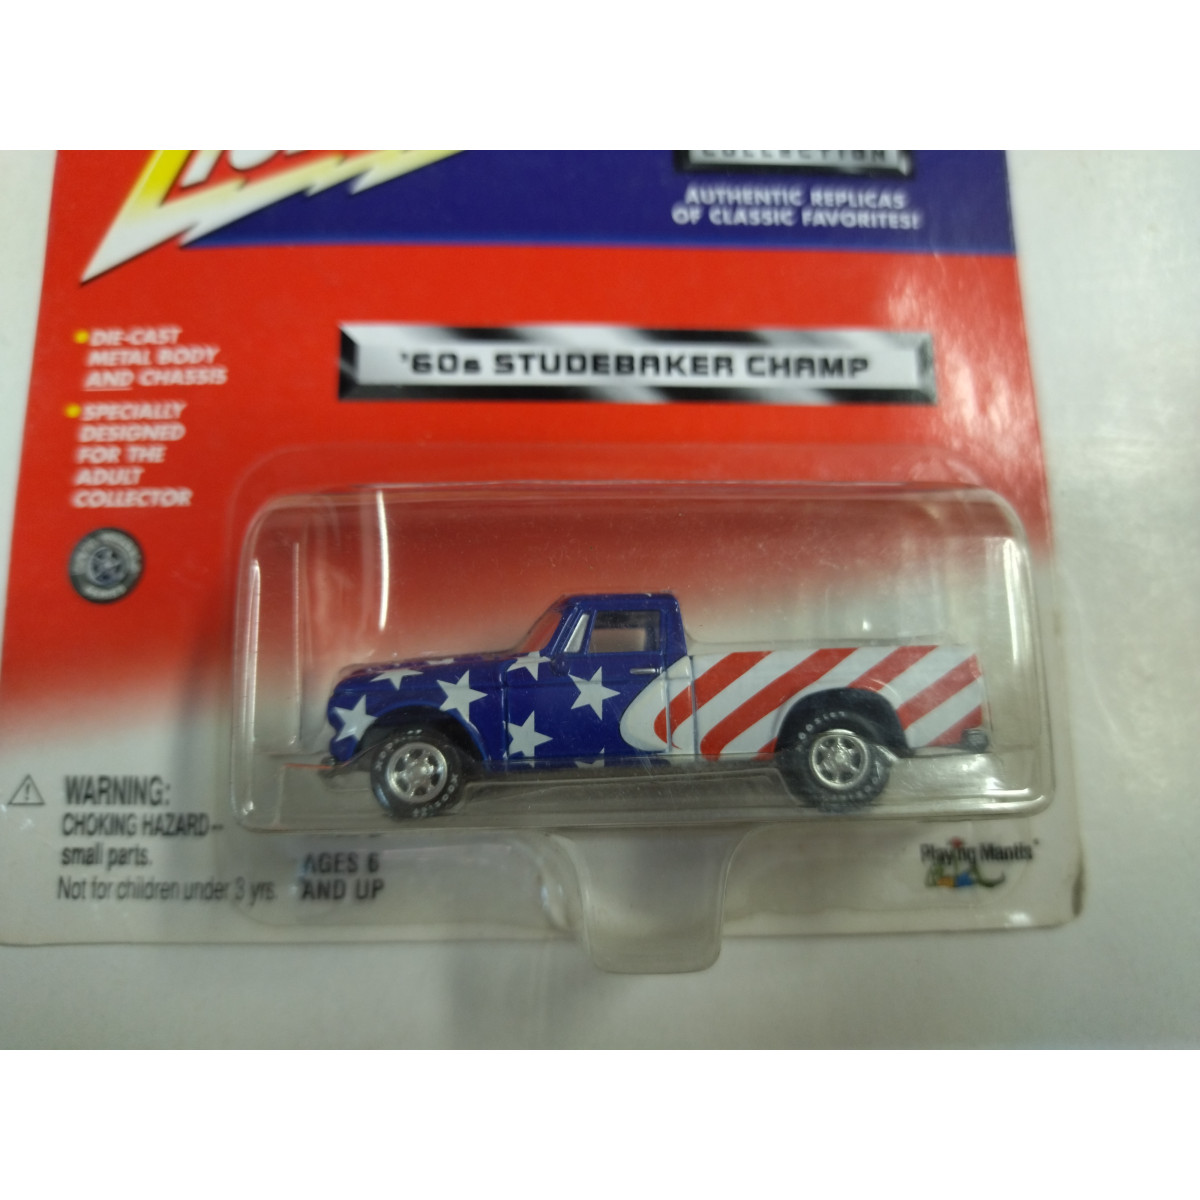 COLLECTION
AUTHENTIC REPLICAS
OF CLASSIC FAVORITES!
• DIE-CAST
METAL BODY
AND CHASSIS
• SPECIALLY
DESIGNED
FOR THE
ADULT
COLLECTOR
'60s STUDEBAKER CHAMP
WARNING:
CHOKING HAZARD–
small parts.
Not for children under 3 yrs.
AGES 6
AND UP
Playing Mantis